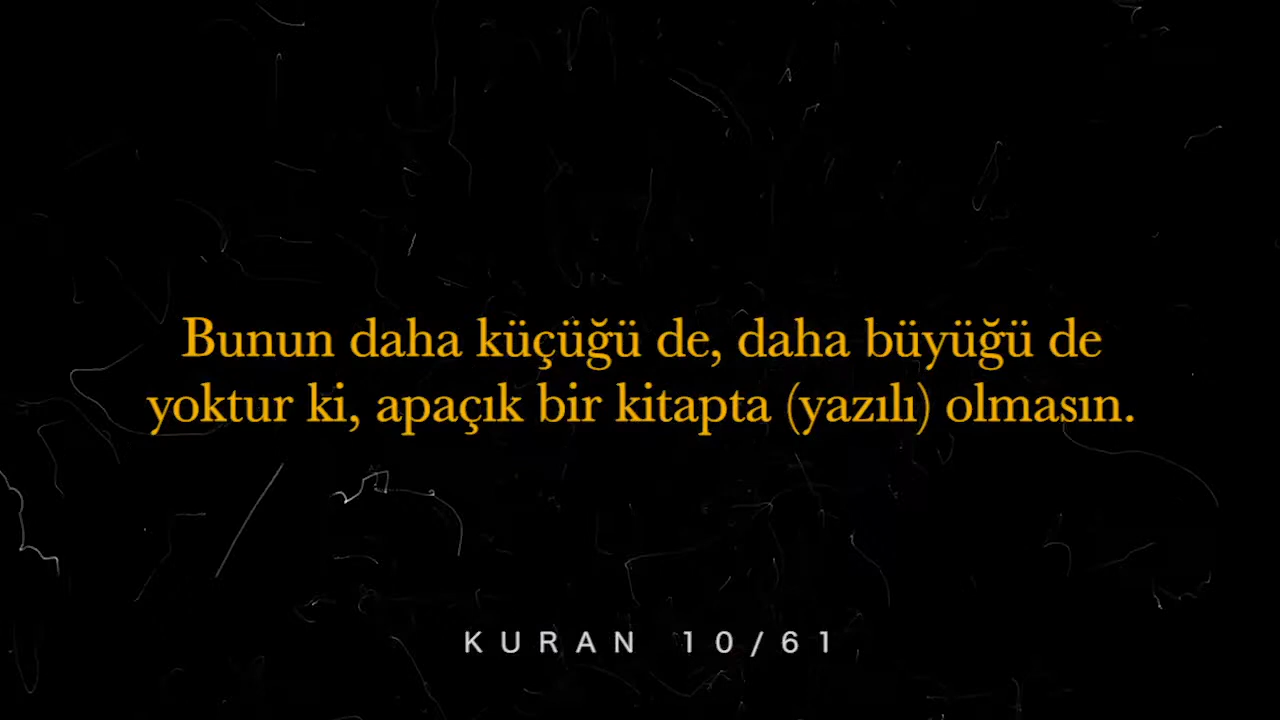 Bunun daha küçüğü de, daha büyüğü de
yoktur ki, apaçık bir kitapta (yazılı) olmasın.
KURAN 10/61